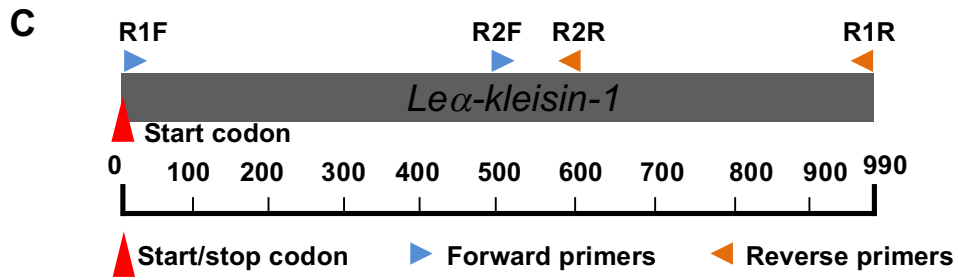 C
R1F R2F R2R R1R
Leα-kleisin-1
Start codon
0 100 200 300 400 500 600 700 800 900 990
Start/stop codon Forward primers Reverse primers